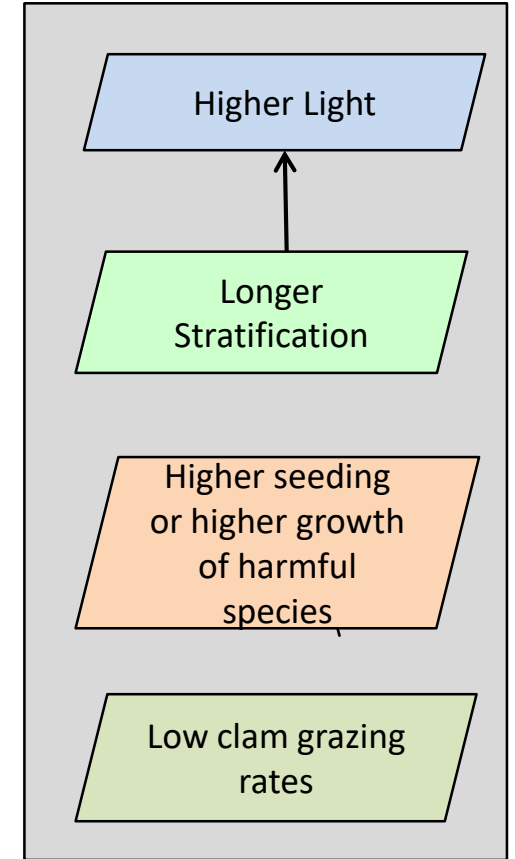 Higher Light
Longer
Stratification
Higher seeding
or higher growth
of harmful
species
Low clam grazing
rates